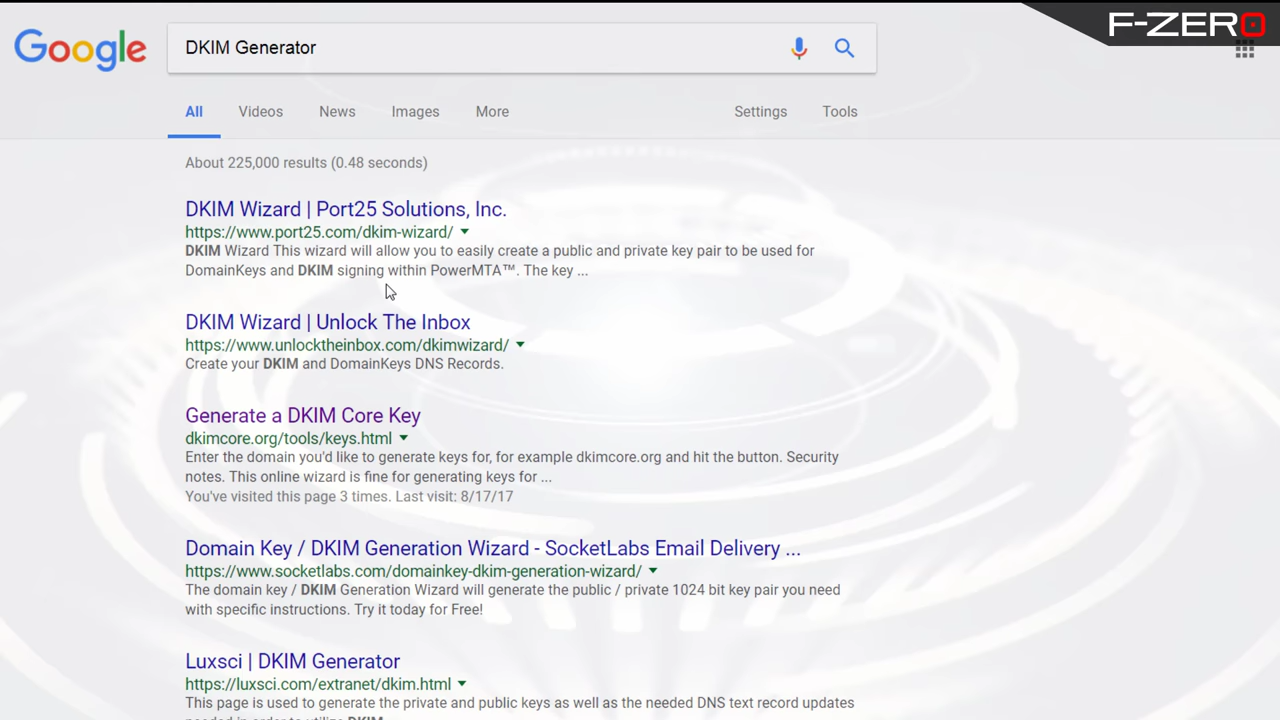 F-ZERO
Google
DKIM Generator
All Videos News Images More Settings Tools
About 225,000 results (0.48 seconds)
DKIM Wizard | Port25 Solutions, Inc.
https://www.port25.com/dkim-wizard/
DKIM Wizard This wizard will allow you to easily create a public and private key pair to be used for
DomainKeys and DKIM signing within PowerMTA™. The key ...
DKIM Wizard | Unlock The Inbox
https://www.unlocktheinbox.com/dkimwizard/
Create your DKIM and DomainKeys DNS Records.
Generate a DKIM Core Key
dkimcore.org/tools/keys.html
Enter the domain you'd like to generate keys for, for example dkimcore.org and hit the button. Security
notes. This online wizard is fine for generating keys for ...
You've visited this page 3 times. Last visit: 8/17/17
Domain Key / DKIM Generation Wizard - SocketLabs Email Delivery ...
https://www.socketlabs.com/domainkey-dkim-generation-wizard/
The domain key / DKIM Generation Wizard will generate the public / private 1024 bit key pair you need
with specific instructions. Try it today for Free!
Luxsci | DKIM Generator
https://luxsci.com/extranet/dkim.html
This page is used to generate the private and public keys as well as the needed DNS text record updates
needed in order to utilize DKIM.